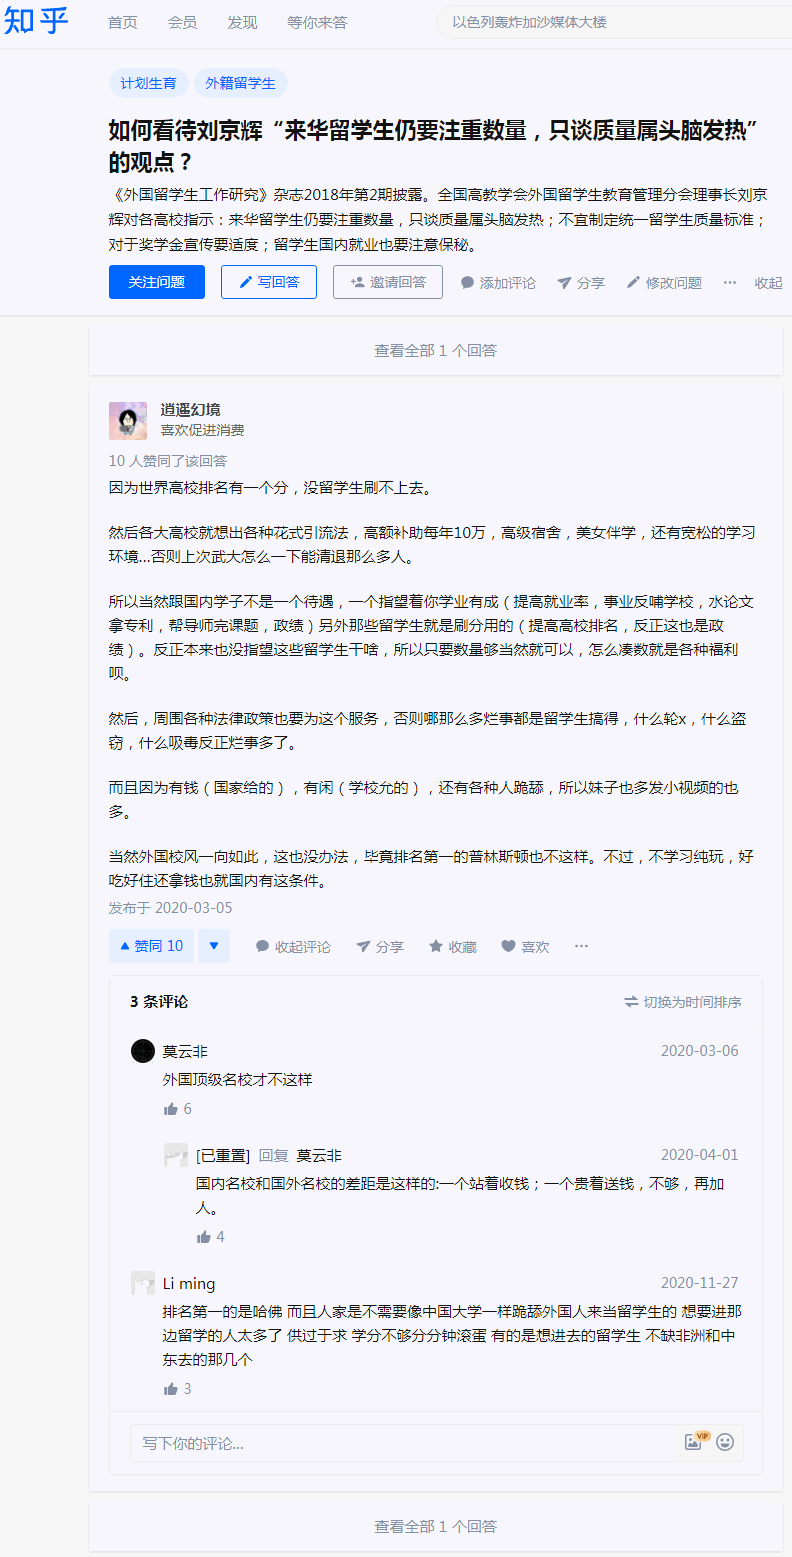 知乎 首页 会员 发现 等你来答 以色列轰炸加沙媒体大楼
计划生育 外籍留学生
如何看待刘京辉“来华留学生仍要注重数量，只谈质量属头脑发热”
的观点？
《外国留学生工作研究》杂志2018年第2期披露。全国高教学会外国留学生教育管理分会理事长刘京
辉对各高校指示：来华留学生仍要注重数量，只谈质量属头脑发热；不宜制定统一留学生质量标准；
对于奖学金宣传要适度；留学生国内就业也要注意保秘。
关注问题 写回答 邀请回答 添加评论 分享 修改问题 ··· 收起
查看全部 1 个回答
逍遥幻境
喜欢促进消费
10 人赞同了该回答
因为世界高校排名有一个分，没留学生刷不上去。
然后各大高校就想出各种花式引流法，高额补助每年10万，高级宿舍，美女伴学，还有宽松的学习
环境...否则上次武大怎么一下能清退那么多人。
所以当然跟国内学子不是一个待遇，一个指望着你学业有成（提高就业率，事业反哺学校，水论文
拿专利，帮导师完课题，政绩）另外那些留学生就是刷分用的（提高高校排名，反正这也是政
绩）。反正本来也没指望这些留学生干啥，所以只要数量够当然就可以，怎么凑数就是各种福利
呗。
然后，周围各种法律政策也要为这个服务，否则哪那么多烂事都是留学生搞得，什么轮x，什么盗
窃，什么吸毒反正烂事多了。
而且因为有钱（国家给的），有闲（学校允的），还有各种人跪舔，所以妹子也多发小视频的也
多。
当然外国校风一向如此，这也没办法，毕竟排名第一的普林斯顿也不这样。不过，不学习纯玩，好
吃好住还拿钱也就国内有这条件。
发布于 2020-03-05
赞同 10 收起评论 分享 收藏 喜欢 ···
3 条评论 切换为时间排序
莫云非 2020-03-06
外国顶级名校才不这样
6
[已重置] 回复 莫云非 2020-04-01
国内名校和国外名校的差距是这样的:一个站着收钱；一个贵着送钱，不够，再加
人。
4
Li ming 2020-11-27
排名第一的是哈佛 而且人家是不需要像中国大学一样跪舔外国人来当留学生的 想要进那
边留学的人太多了 供过于求 学分不够分分钟滚蛋 有的是想进去的留学生 不缺非洲和中
东去的那几个
3
写下你的评论... VIP
查看全部 1 个回答